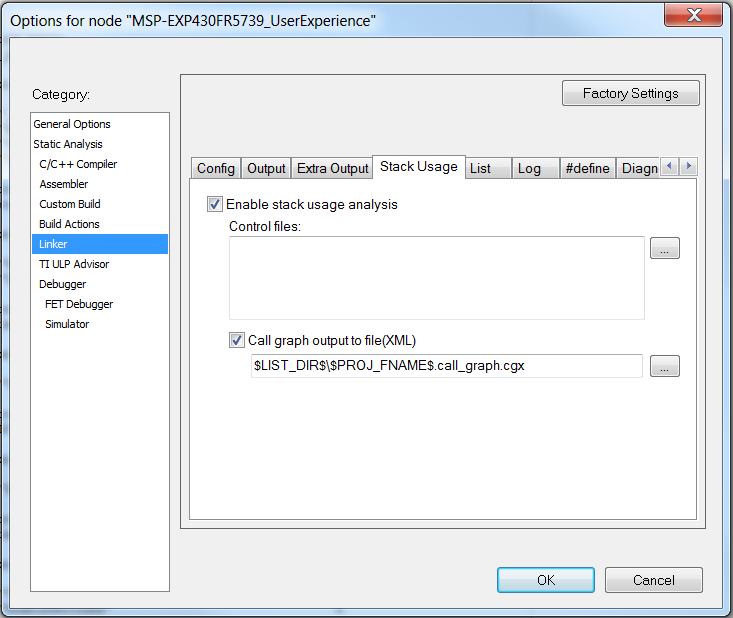 Options for node "MSP-EXP430FR5739_UserExperience"
Category:
Factory Settings
General Options
Static Analysis
C/C++ Compiler
Assembler
Custom Build
Build Actions
Linker
TI ULP Advisor
Debugger
FET Debugger
Simulator
Config Output Extra Output Stack Usage List Log #define Diagn
Enable stack usage analysis
Control files:
...
Call graph output to file(XML)
$LIST_DIR$\$PROJ_FNAME$.call_graph.cgx
...
OK Cancel